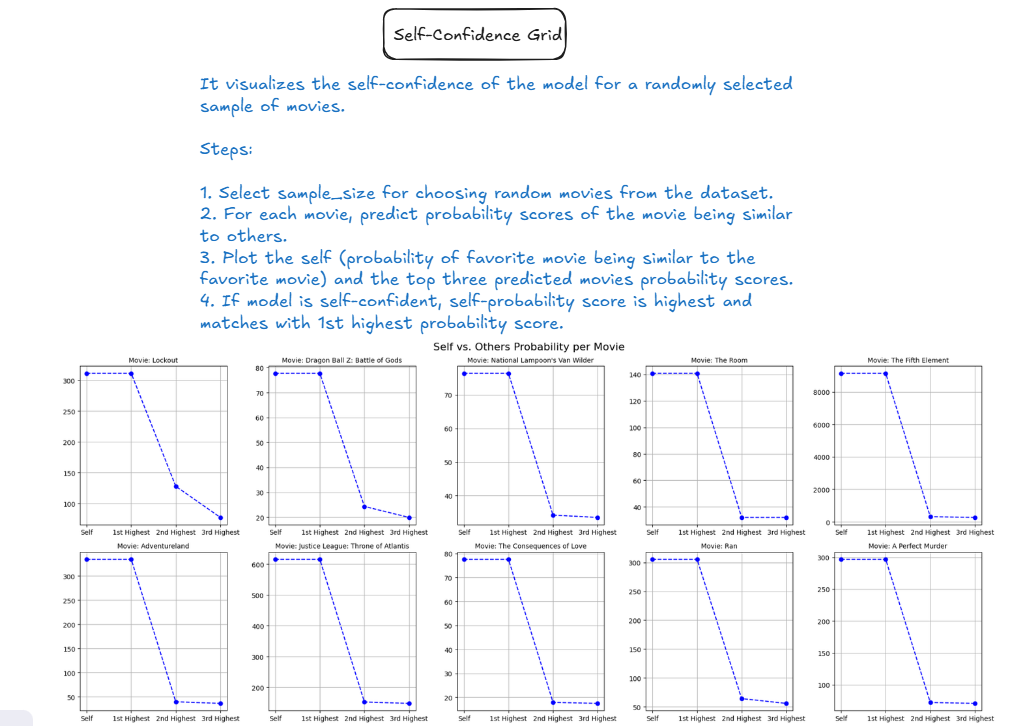 Self-Confidence Grid
It visualizes the self-confidence of the model for a randomly selected
sample of movies.
Steps:
1. Select sample_size for choosing random movies from the dataset.
2. For each movie, predict probability scores of the movie being similar
to others.
3. Plot the self (probability of favorite movie being similar to the
favorite movie) and the top three predicted movies probability scores.
4. If model is self-confident, self-probability score is highest and
matches with 1st highest probability score.
Self vs. Others Probability per Movie
Movie: Lockout
300
250
200
150
100
Self 1st Highest 2nd Highest 3rd Highest
Movie: Dragon Ball Z: Battle of Gods
80
70
60
50
40
30
20
Self 1st Highest 2nd Highest 3rd Highest
Movie: National Lampoon's Van Wilder
70
60
50
40
Self 1st Highest 2nd Highest 3rd Highest
Movie: The Room
140
120
100
80
60
40
Self 1st Highest 2nd Highest 3rd Highest
Movie: The Fifth Element
8000
6000
4000
2000
0
Self 1st Highest 2nd Highest 3rd Highest
Movie: Adventureland
300
250
200
150
100
50
Self 1st Highest 2nd Highest 3rd Highest
Movie: Justice League: Throne of Atlantis
600
500
400
300
200
Self 1st Highest 2nd Highest 3rd Highest
Movie: The Consequences of Love
80
70
60
50
40
30
20
Self 1st Highest 2nd Highest 3rd Highest
Movie: Ran
300
250
200
150
100
50
Self 1st Highest 2nd Highest 3rd Highest
Movie: A Perfect Murder
300
250
200
150
100
Self 1st Highest 2nd Highest 3rd Highest